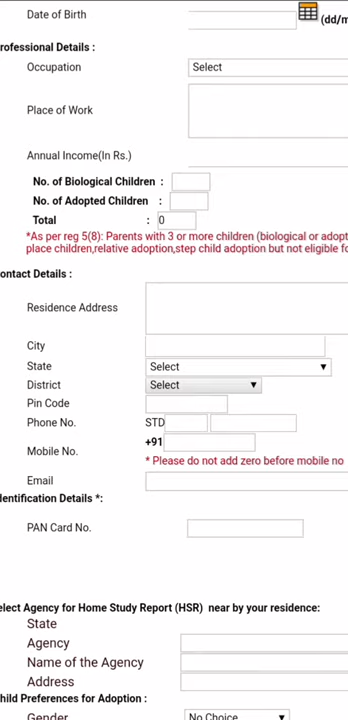 Date of Birth (dd/m
rofessional Details :
Occupation Select
Place of Work
Annual Income(In Rs.)
No. of Biological Children :
No. of Adopted Children :
Total : 0
*As per reg 5(8): Parents with 3 or more children (biological or adopt
place children,relative adoption,step child adoption but not eligible fo
ontact Details :
Residence Address
City
State Select
District Select
Pin Code
Phone No. STD
+91
Mobile No.
* Please do not add zero before mobile no
Email
dentification Details *:
PAN Card No.
elect Agency for Home Study Report (HSR) near by your residence:
State
Agency
Name of the Agency
Address
hild Preferences for Adoption :
Gender No Choice